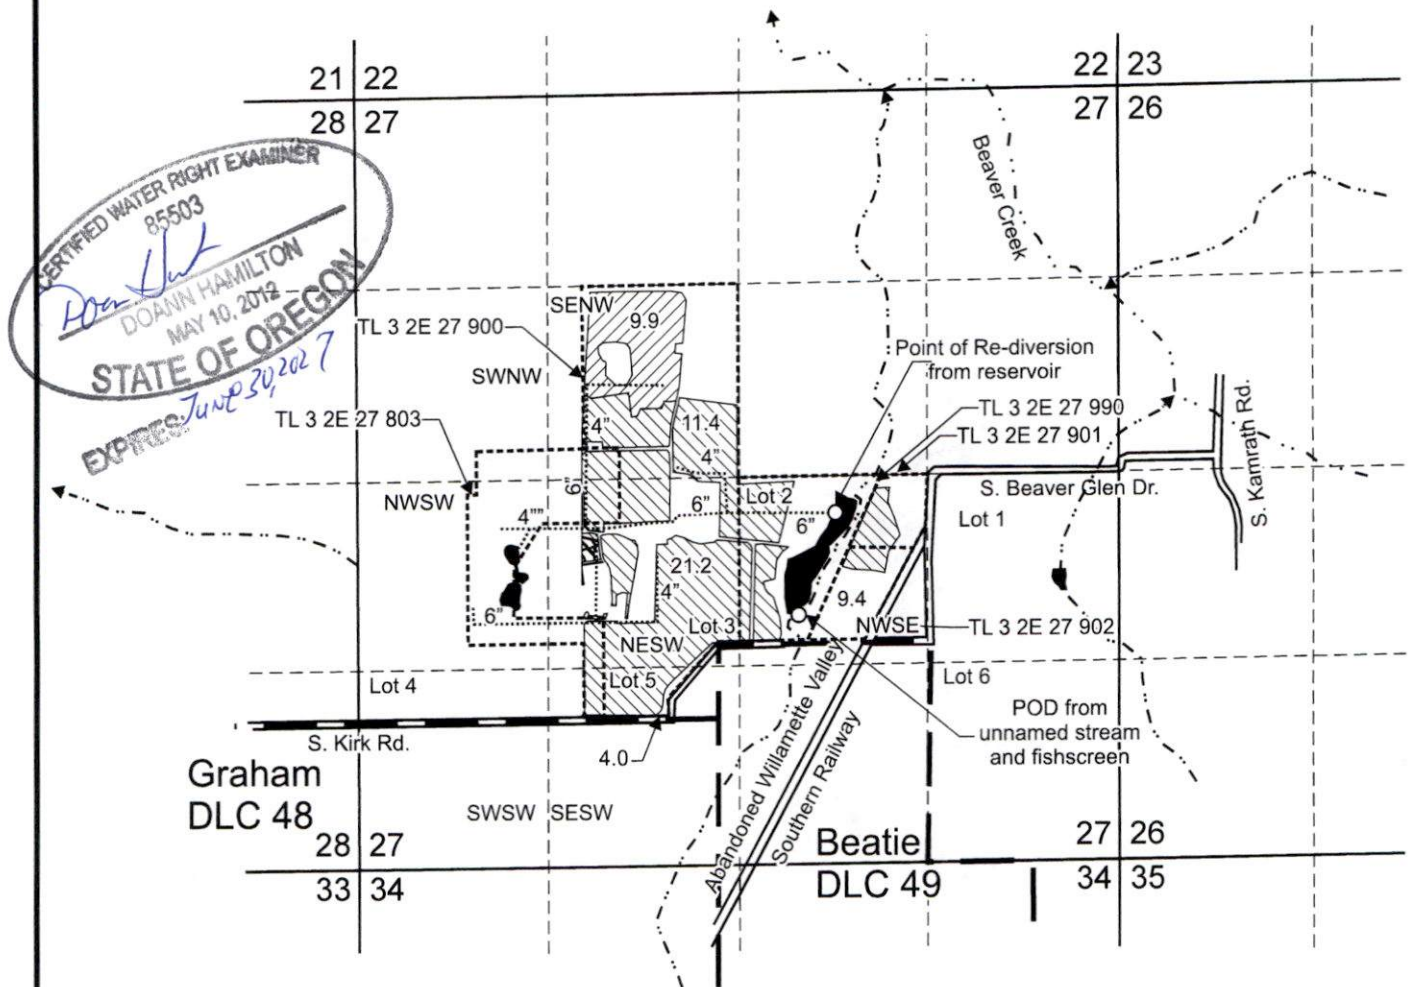 21 22
28 27
22 23
27 26
CERTIFIED WATER RIGHT EXAMINER
85503
DOANN HAMILTON
MAY 10, 2012
STATE OF OREGON
EXPIRES: JUNE 30, 2027
Beaver Creek
SENW
9.9
TL 3 2E 27 900
SWNW
Point of Re-diversion
from reservoir
TL 3 2E 27 803
4"
11.4
4"
TL 3 2E 27 990
TL 3 2E 27 901
S. Kamrath Rd.
NWSW
6"
6"
Lot 2
6"
S. Beaver Glen Dr.
Lot 1
4""
21.2
4"
9.4
6"
Lot 3
NESW
NWSE
TL 3 2E 27 902
Lot 4
Lot 5
Lot 6
POD from
unnamed stream
and fishscreen
S. Kirk Rd.
4.0
Abandoned Willamette Valley
Southern Railway
Graham
DLC 48
SWSW SESW
Beatie
DLC 49
28 27
33 34
27 26
34 35